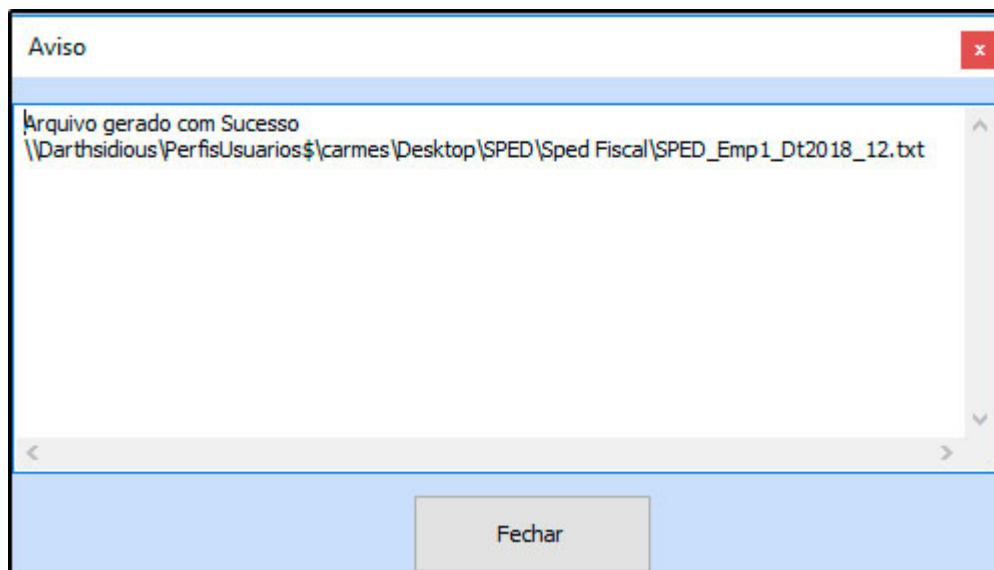 Aviso
x
Arquivo gerado com Sucesso
\\Darthsidious\PerfisUsuarios$\carmes\Desktop\SPED\Sped Fiscal\SPED_Emp1_Dt2018_12.txt
Fechar